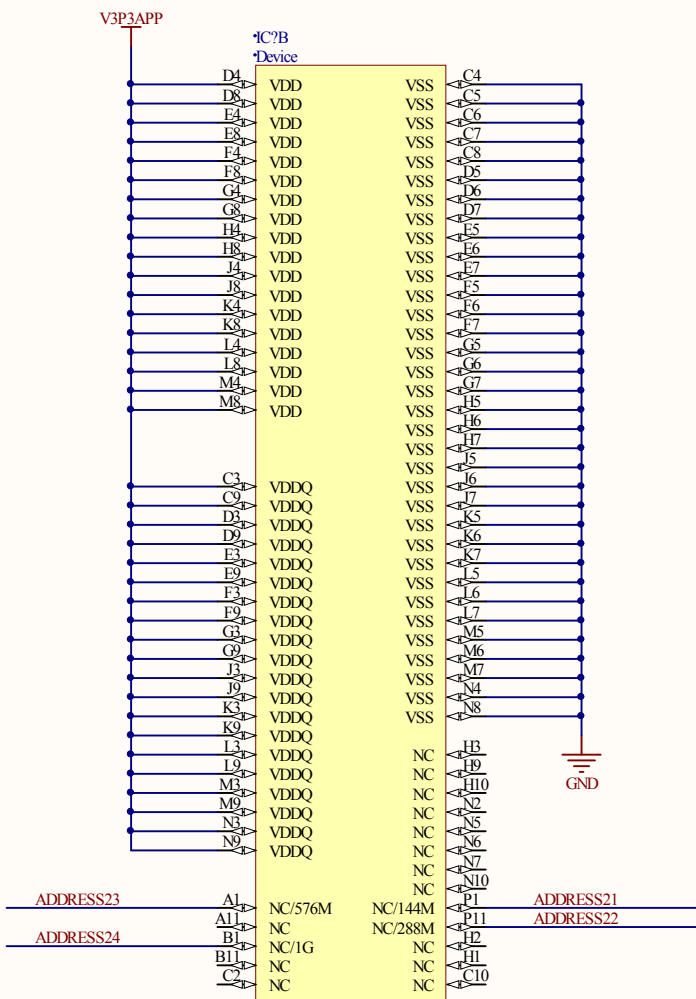 V3P3APP
*IC?B
*Device
D4 VDD VSS C4
D8 VDD VSS C5
E4 VDD VSS C6
E8 VDD VSS C7
F4 VDD VSS C8
F8 VDD VSS D5
G4 VDD VSS D6
G8 VDD VSS D7
H4 VDD VSS E5
H8 VDD VSS E6
J4 VDD VSS E7
J8 VDD VSS F5
K4 VDD VSS F6
K8 VDD VSS F7
L4 VDD VSS G5
L8 VDD VSS G6
M4 VDD VSS G7
M8 VDD VSS H5
VSS H6
VSS H7
VSS J5
C3 VDDQ VSS J6
C9 VDDQ VSS J7
D3 VDDQ VSS K5
D9 VDDQ VSS K6
E3 VDDQ VSS K7
E9 VDDQ VSS L5
F3 VDDQ VSS L6
F9 VDDQ VSS L7
G3 VDDQ VSS M5
G9 VDDQ VSS M6
J3 VDDQ VSS M7
J9 VDDQ VSS N4
K3 VDDQ VSS N8
K9 VDDQ
L3 VDDQ NC H3
L9 VDDQ NC H9
GND
M3 VDDQ NC H10
M9 VDDQ NC N2
N3 VDDQ NC N5
N9 VDDQ NC N6
NC N7
NC N10
ADDRESS23 A1 NC/576M NC/144M P1 ADDRESS21
A11 NC NC/288M P11 ADDRESS22
ADDRESS24 B1 NC/1G NC H2
B11 NC NC H1
C2 NC NC C10